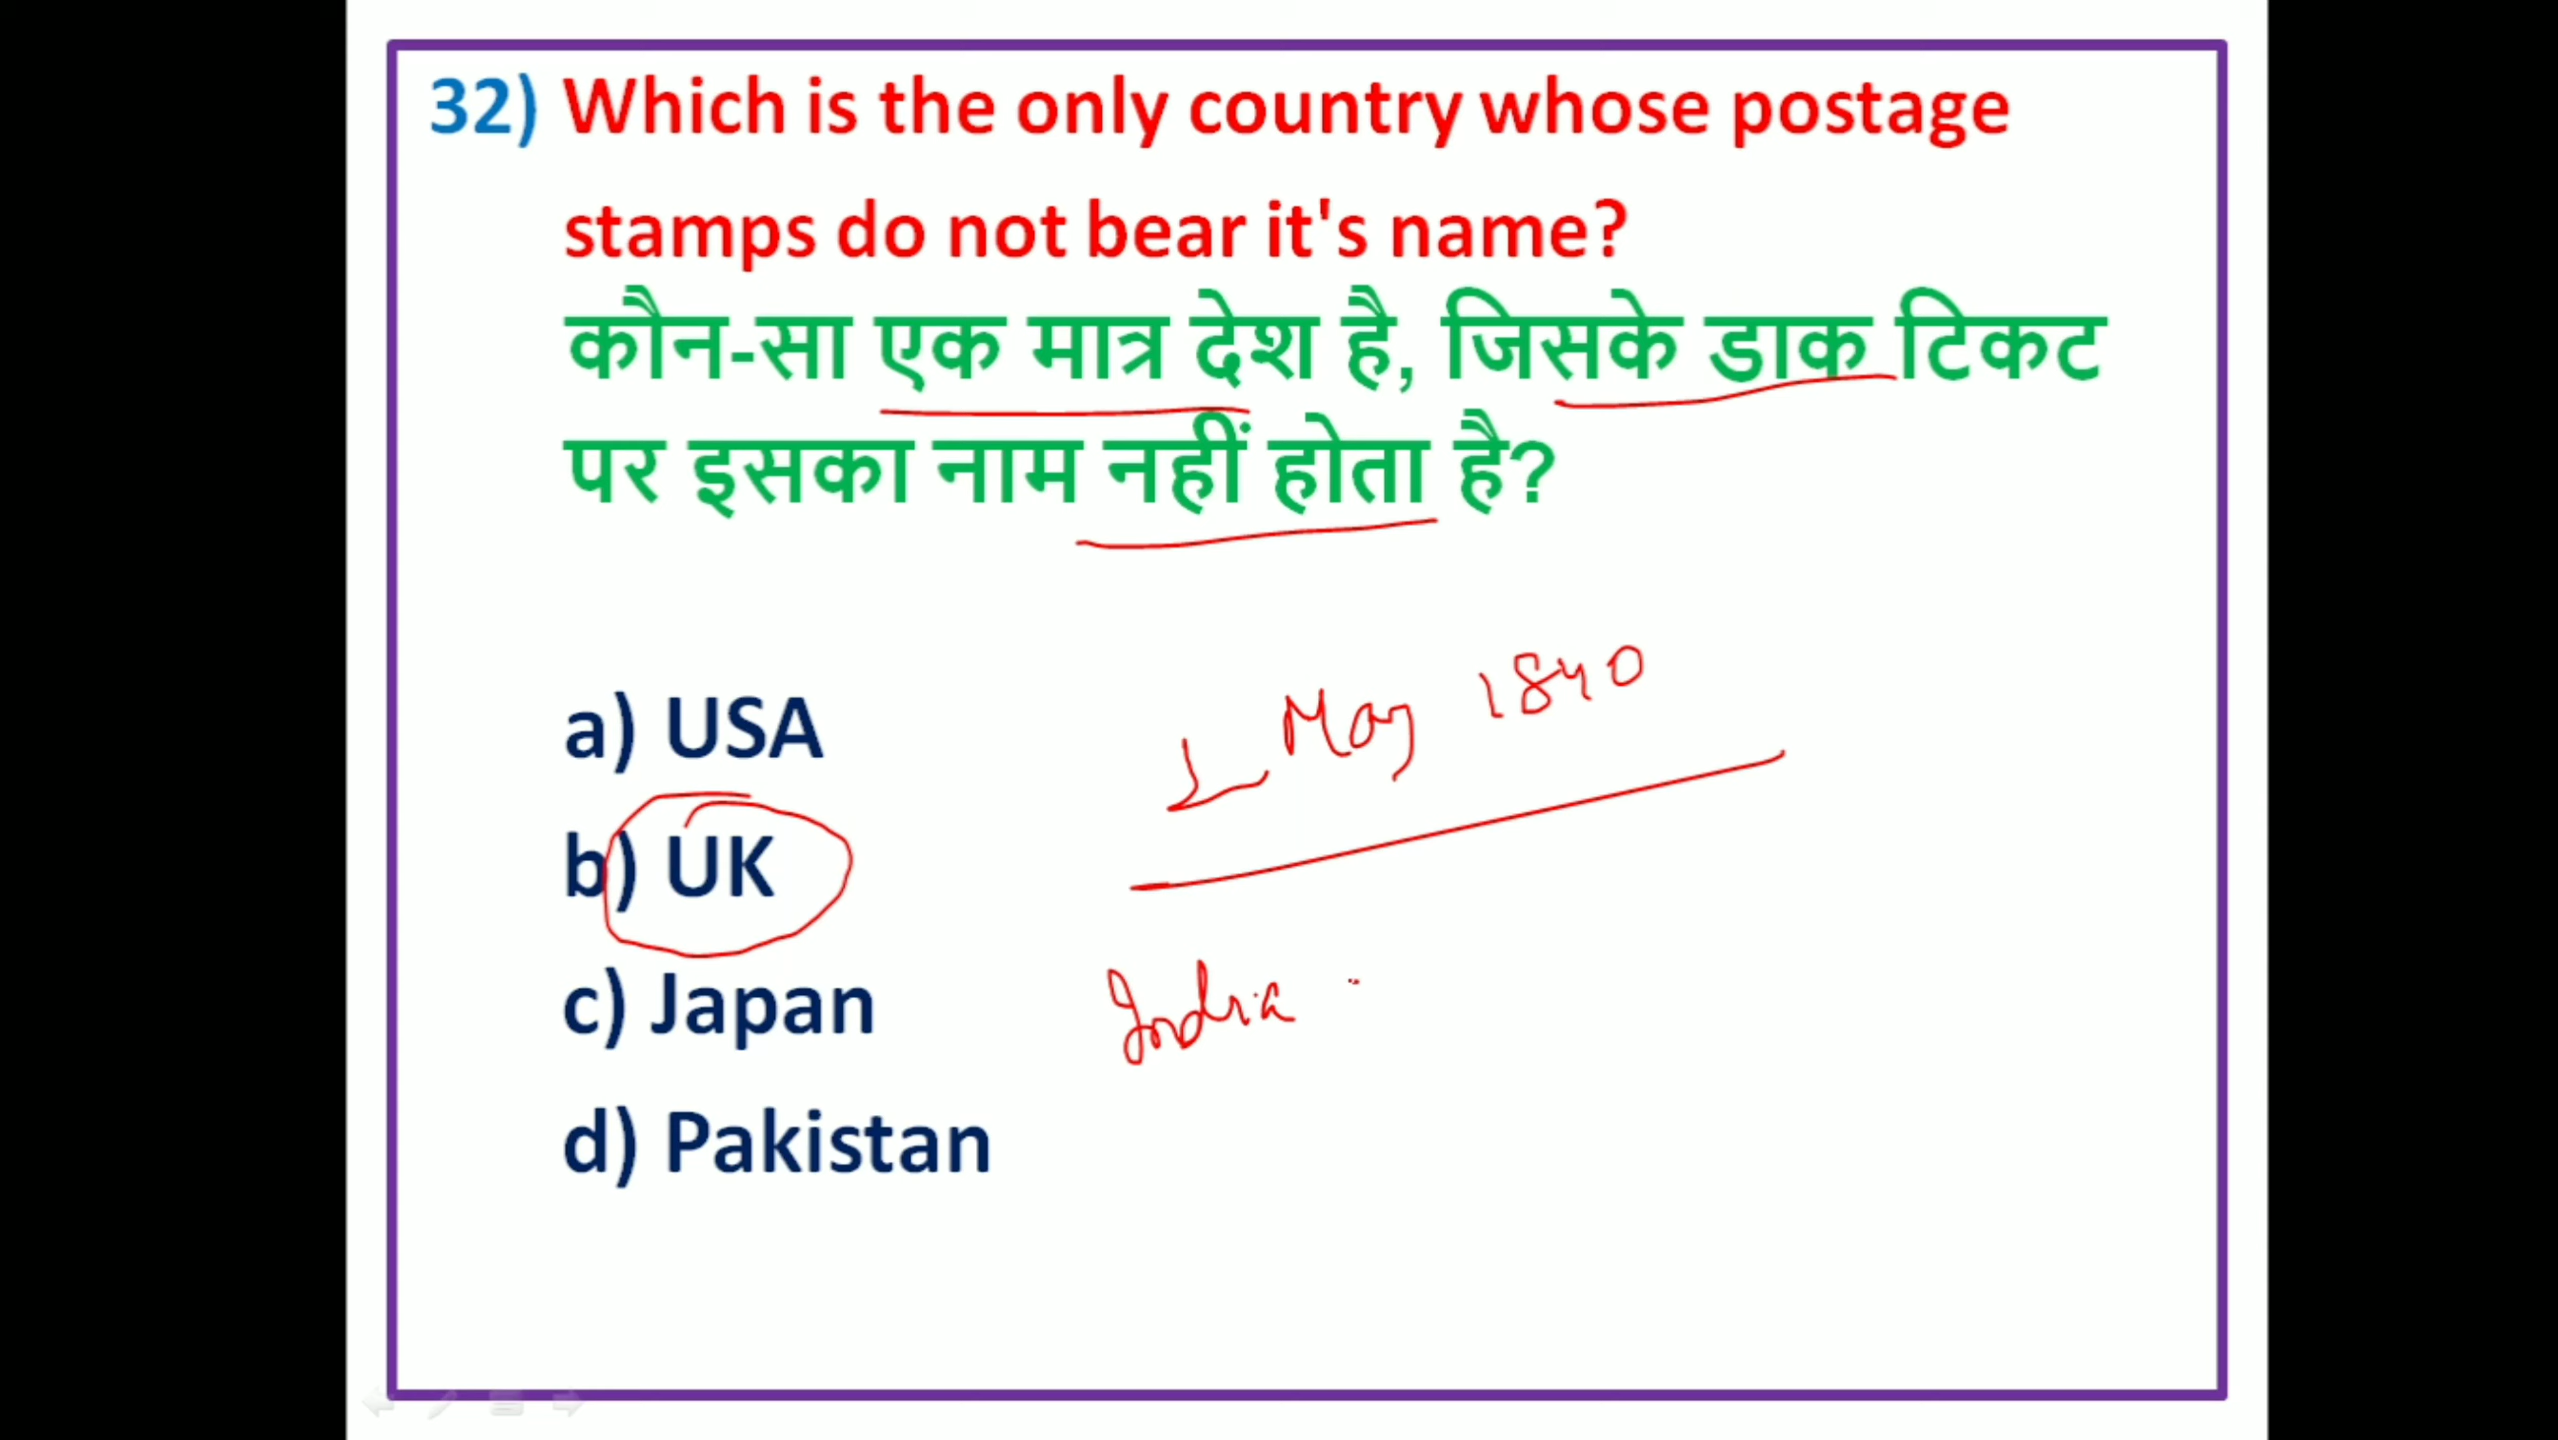 32) Which is the only country whose postage
stamps do not bear it's name?
कौन-सा एक मात्र देश है, जिसके डाक टिकट
पर इसका नाम नहीं होता है?
a) USA
1 May 1840
b) UK
c) Japan
India
d) Pakistan